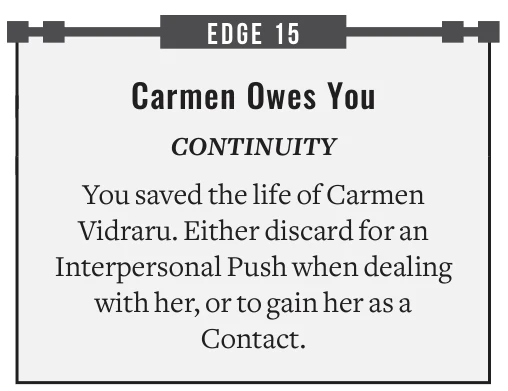 EDGE 15
Carmen Owes You
CONTINUITY
You saved the life of Carmen
Vidraru. Either discard for an
Interpersonal Push when dealing
with her, or to gain her as a
Contact.